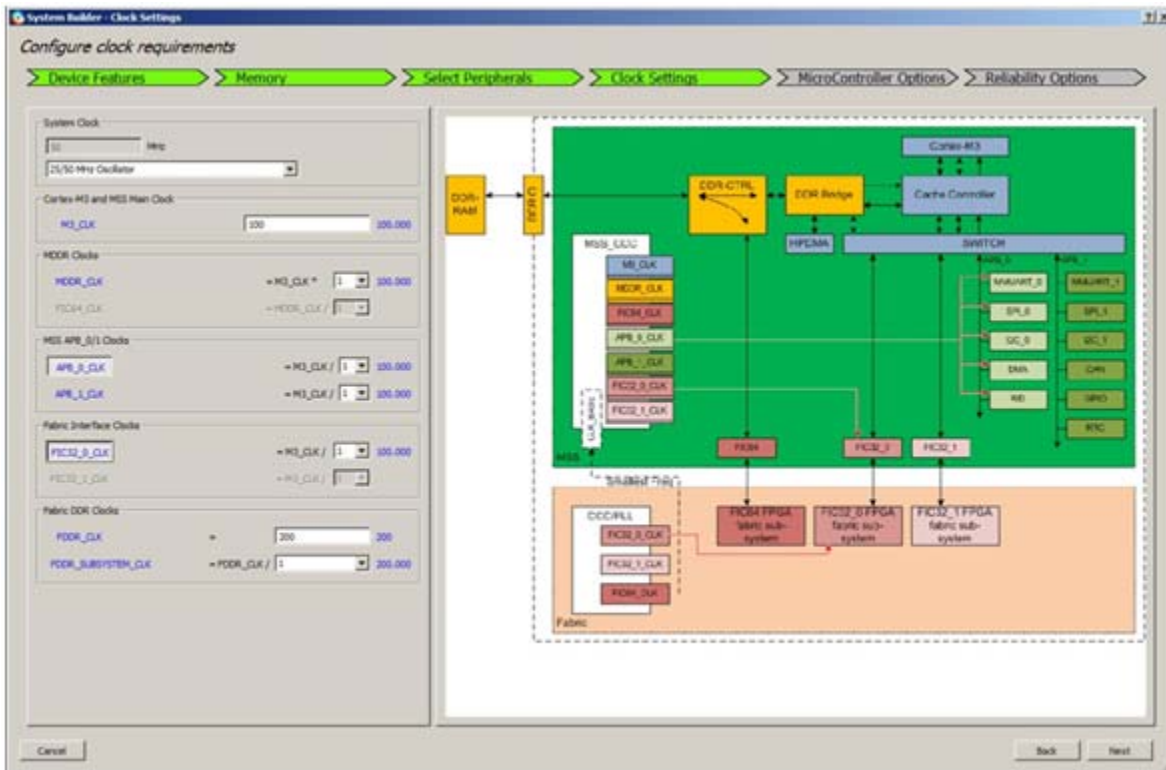 System Builder - Clock Settings
Configure clock requirements
Device Features
Memory
Select Peripherals
Clock Settings
MicroController Options
Reliability Options
System Clock
50 MHz
25/50 MHz Oscillator
Cortex-M3 and MSS Main Clock
M3_CLK 100 100.000
MDDR Clocks
MDDR_CLK = M3_CLK * 1 100.000
FIC64_CLK = MDDR_CLK /
MSS APB_0/1 Clocks
APB_0_CLK = M3_CLK / 1 100.000
APB_1_CLK = M3_CLK / 1 100.000
Fabric Interface Clocks
FIC32_0_CLK = M3_CLK / 1 100.000
FIC32_1_CLK = M3_CLK /
Fabric DDR Clocks
FDDR_CLK = 200 200
FDDR_SUBSYSTEM_CLK = FDDR_CLK / 1 200.000
DDR-RAM
DDR-CTRL
DDR Bridge
Cortex-M3
Cache Controller
HPDMA
SWITCH
MSS_CCC
M3_CLK
MDDR_CLK
FIC64_CLK
APB_0_CLK
APB_1_CLK
FIC32_0_CLK
FIC32_1_CLK
CLK_BASE
APB_0
APB_1
MMUART_0
SPI_0
I2C_0
DMA
MMUART_1
SPI_1
I2C_1
CAN
GPIO
RTC
FIC64
FIC32_0
FIC32_1
MSS
Smallest Freq
CCC/PLL
FIC32_0_CLK
FIC32_1_CLK
FIC64_CLK
FIC64 FPGA
fabric sub-
system
FIC32_0 FPGA
fabric sub-
system
FIC32_1 FPGA
fabric sub-
system
Fabric
Cancel
Back
Next